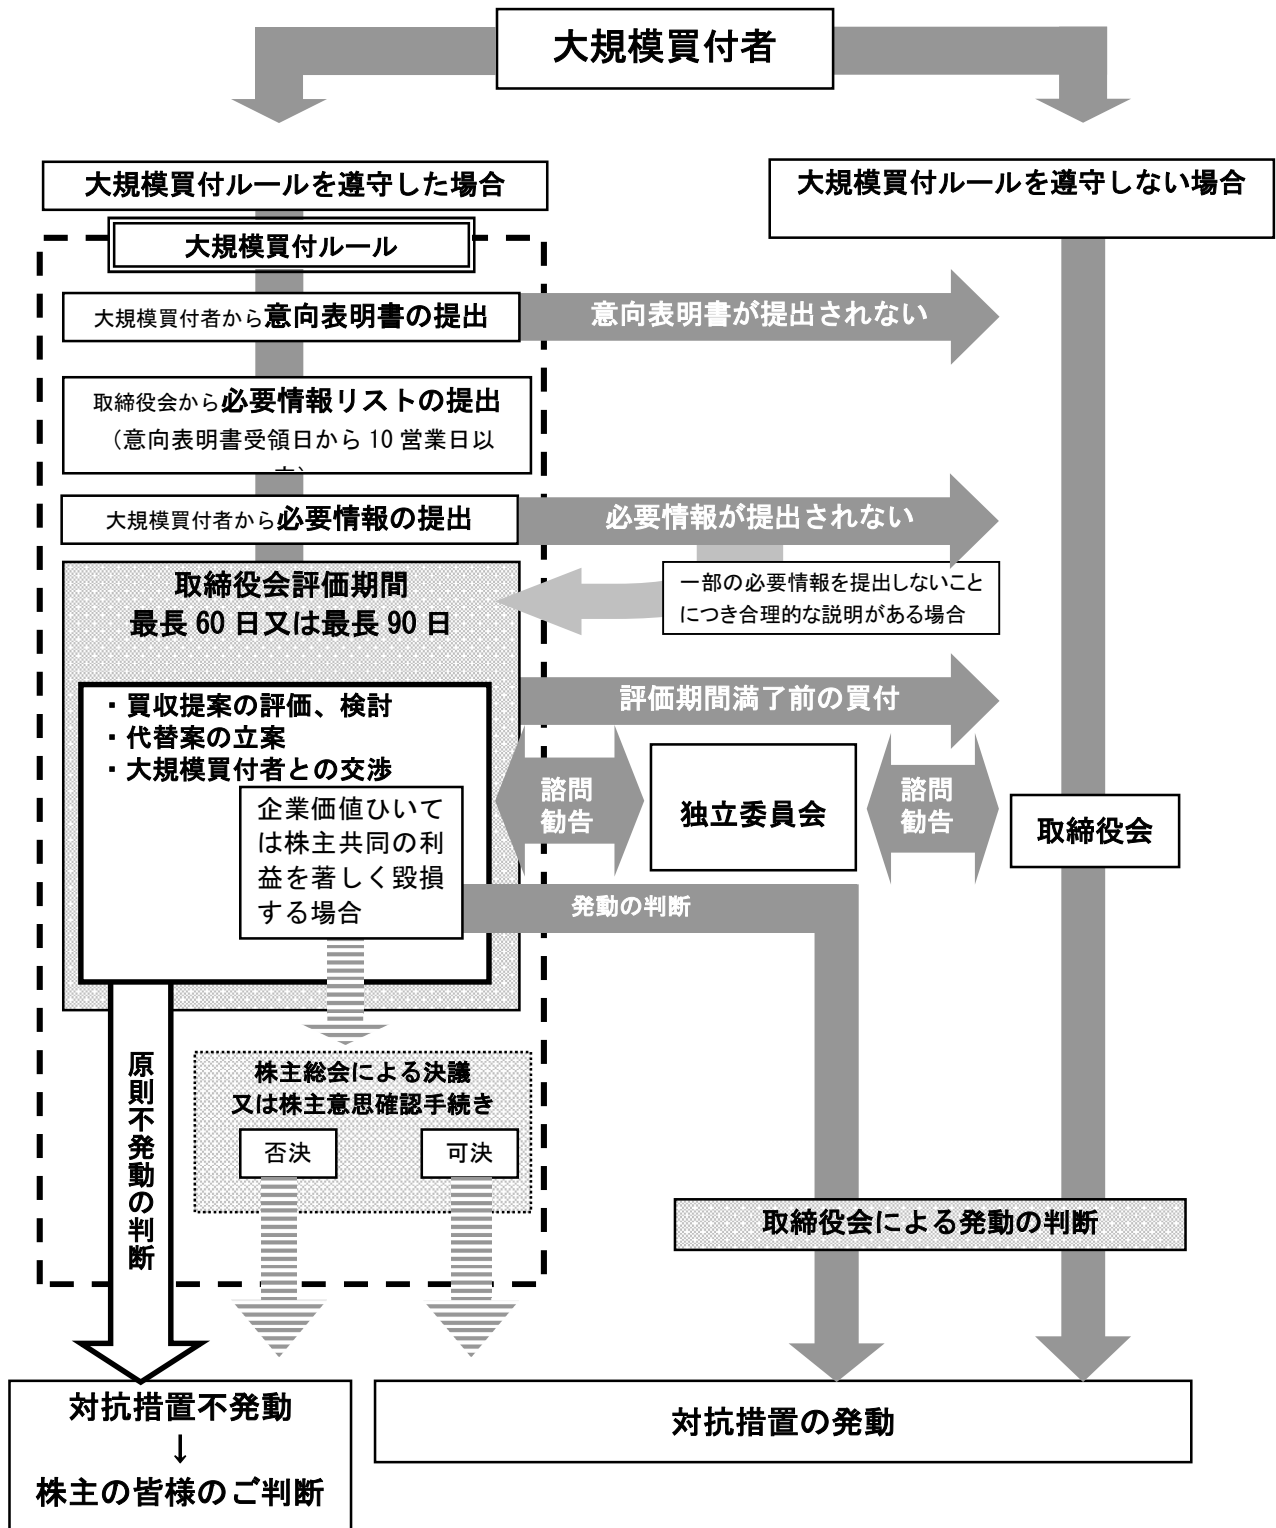 大規模買付者
大規模買付ルールを遵守した場合
大規模買付ルールを遵守しない場合
大規模買付ルール
大規模買付者から意向表明書の提出
意向表明書が提出されない
取締役会から必要情報リストの提出
（意向表明書受領日から 10 営業日以
大規模買付者から必要情報の提出
必要情報が提出されない
取締役会評価期間
最長 60 日又は最長 90 日
一部の必要情報を提出しないこと
につき合理的な説明がある場合
・買収提案の評価、検討
・代替案の立案
・大規模買付者との交渉
評価期間満了前の買付
企業価値ひいて
は株主共同の利
益を著しく毀損
する場合
諮問
勧告
独立委員会
諮問
勧告
取締役会
発動の判断
原則不発動の判断
株主総会による決議
又は株主意思確認手続き
否決
可決
取締役会による発動の判断
対抗措置不発動
↓
株主の皆様のご判断
対抗措置の発動